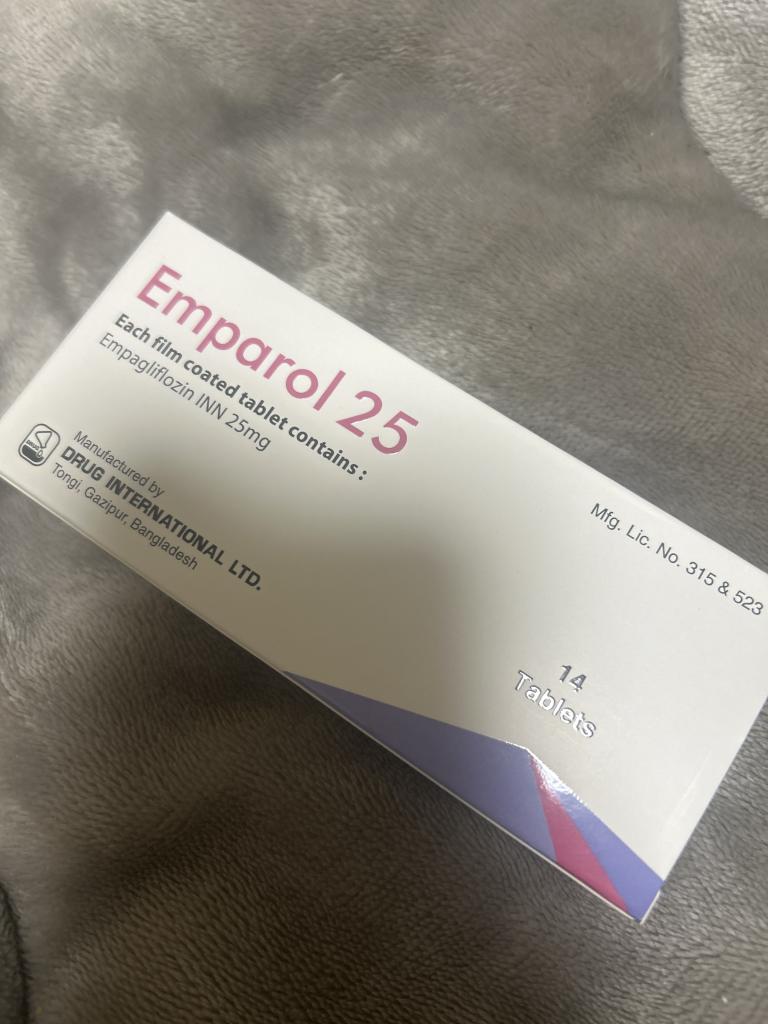 Emparol 25
Each film coated tablet contains :
Empagliflozin INN 25mg
Manufactured by
DRUG INTERNATIONAL LTD.
Tongi, Gazipur, Bangladesh
Mfg. Lic. No. 315 & 523
14
Tablets